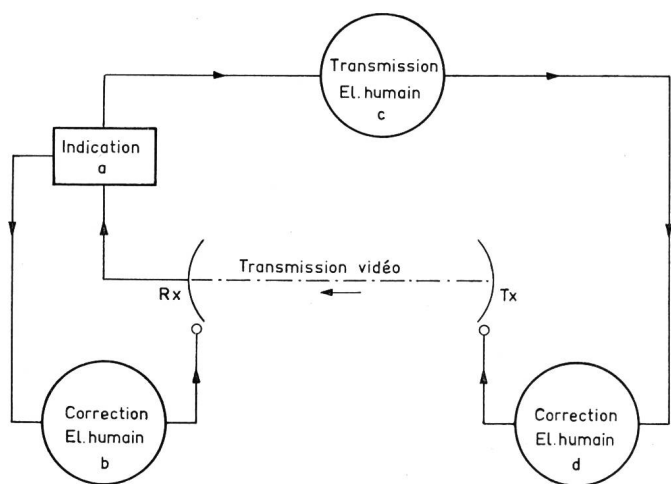 Transmission
El. humain
c
Indication
a
Transmission vidéo
Rx
Tx
Correction
El. humain
b
Correction
El. humain
d